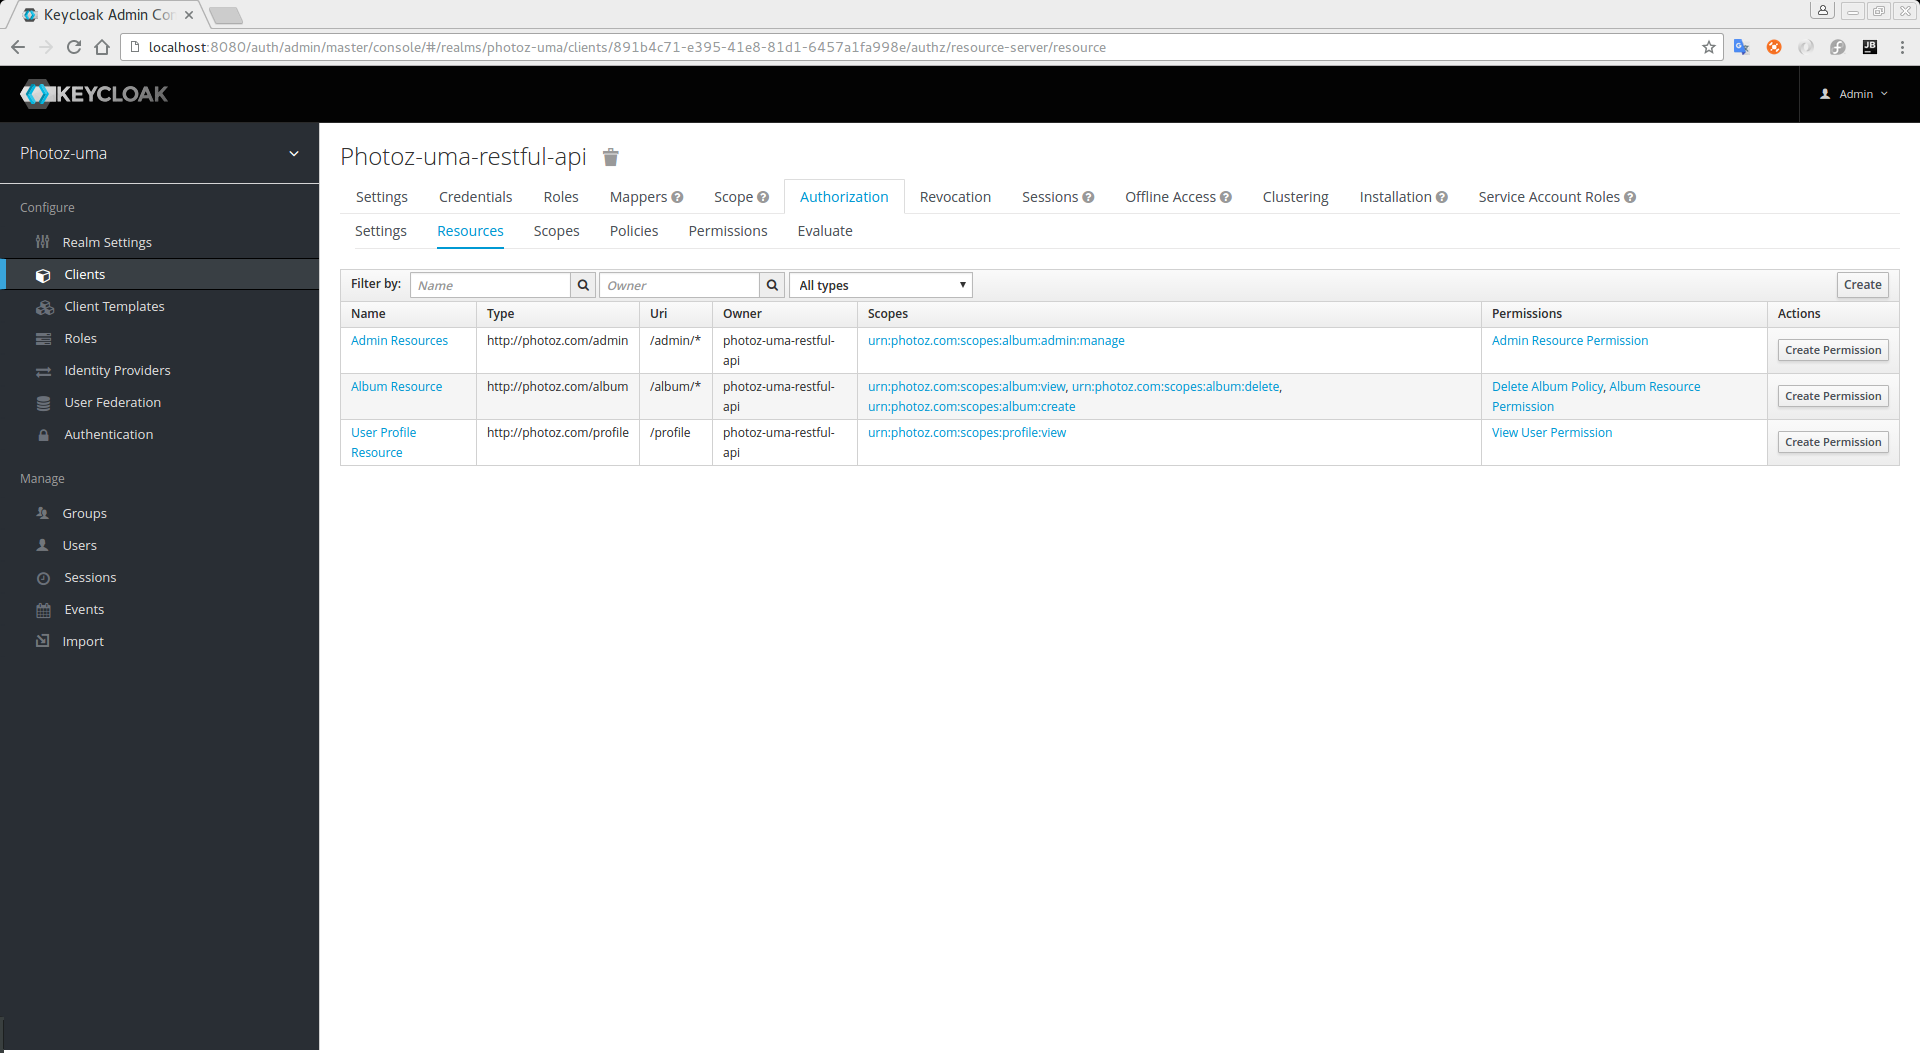 Keycloak Admin Co
localhost:8080/auth/admin/master/console/#/realms/photoz-uma/clients/891b4c71-e395-41e8-81d1-6457a1fa998e/authz/resource-server/resource
JB
KEYCLOAK
Admin
Photoz-uma
Configure
Realm Settings
Clients
Client Templates
Roles
Identity Providers
User Federation
Authentication
Manage
Groups
Users
Sessions
Events
Import
Photoz-uma-restful-api
Settings Credentials Roles Mappers Scope Authorization Revocation Sessions Offline Access Clustering Installation Service Account Roles
Settings Resources Scopes Policies Permissions Evaluate
Filter by: Name Owner All types Create
Name Type Uri Owner Scopes Permissions Actions
Admin Resources http://photoz.com/admin /admin/* photoz-uma-restful- urn:photoz.com:scopes:album:admin:manage Admin Resource Permission Create Permission
api
Album Resource http://photoz.com/album /album/* photoz-uma-restful- urn:photoz.com:scopes:album:view, urn:photoz.com:scopes:album:delete, Delete Album Policy, Album Resource Create Permission
api urn:photoz.com:scopes:album:create Permission
User Profile http://photoz.com/profile /profile photoz-uma-restful- urn:photoz.com:scopes:profile:view View User Permission Create Permission
Resource api